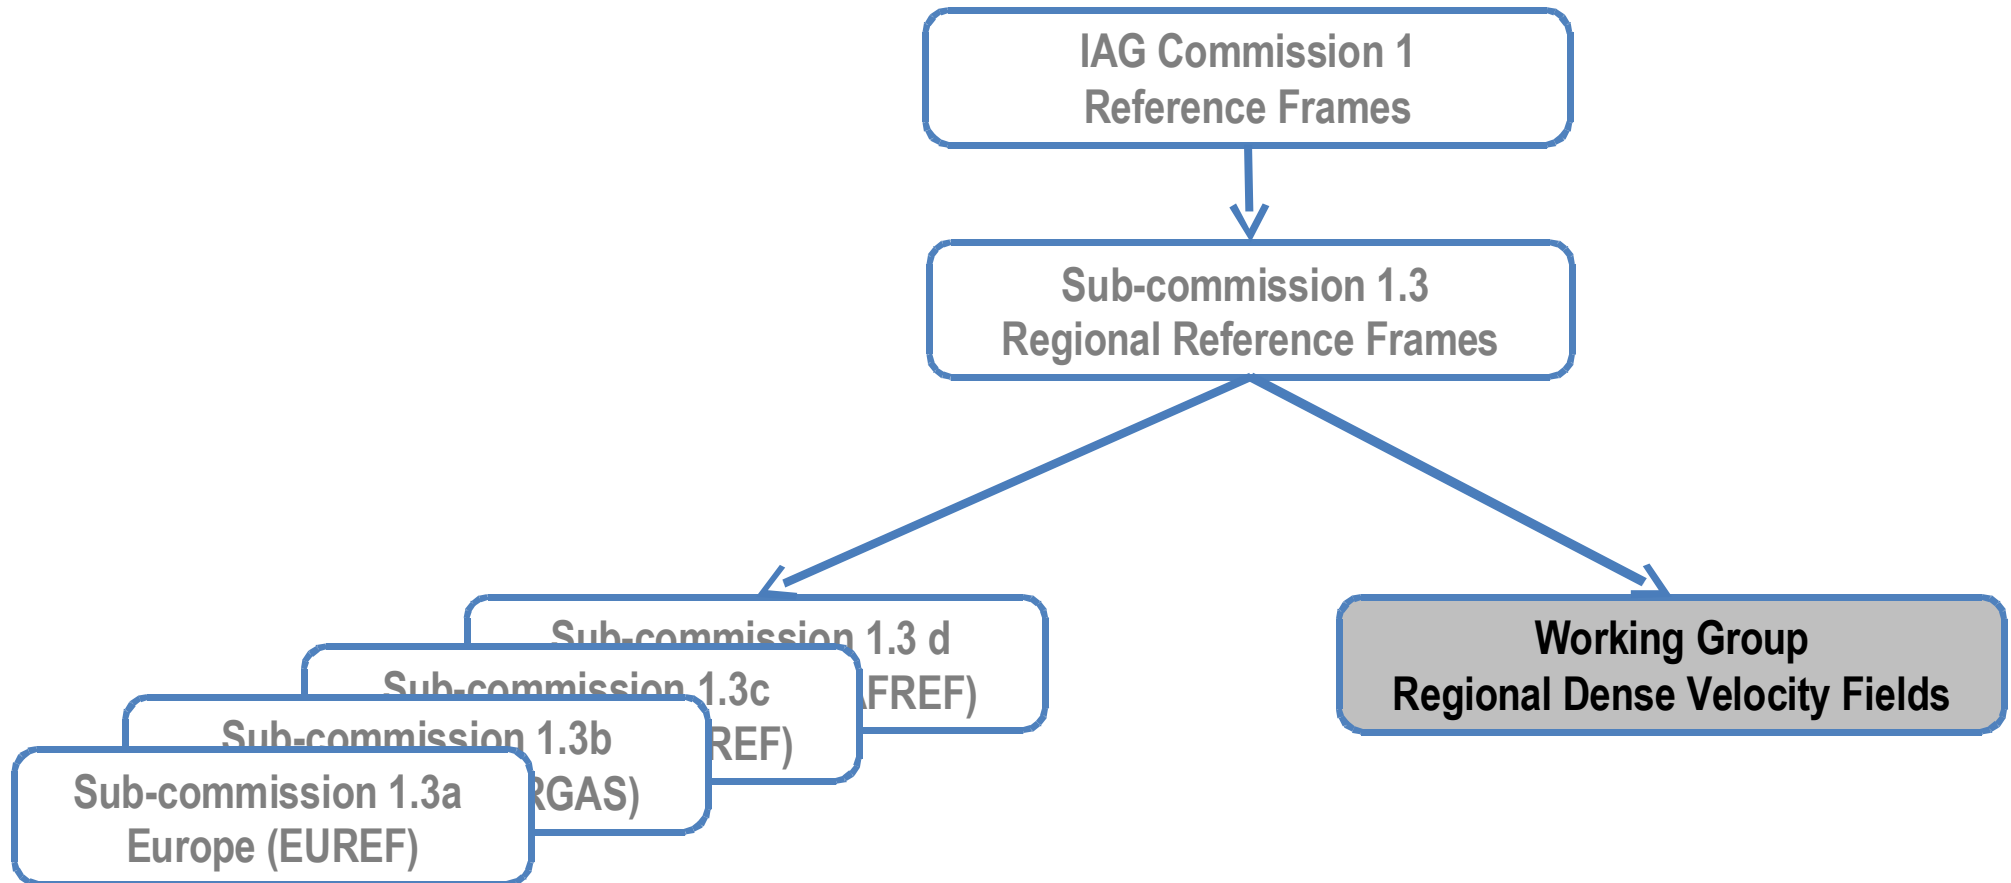 IAG Commission 1
Reference Frames
Sub-commission 1.3
Regional Reference Frames
Sub-commission 1.3 d
AFREF)
Sub-commission 1.3c
REF)
Sub-commission 1.3b
RGAS)
Sub-commission 1.3a
Europe (EUREF)
Working Group
Regional Dense Velocity Fields